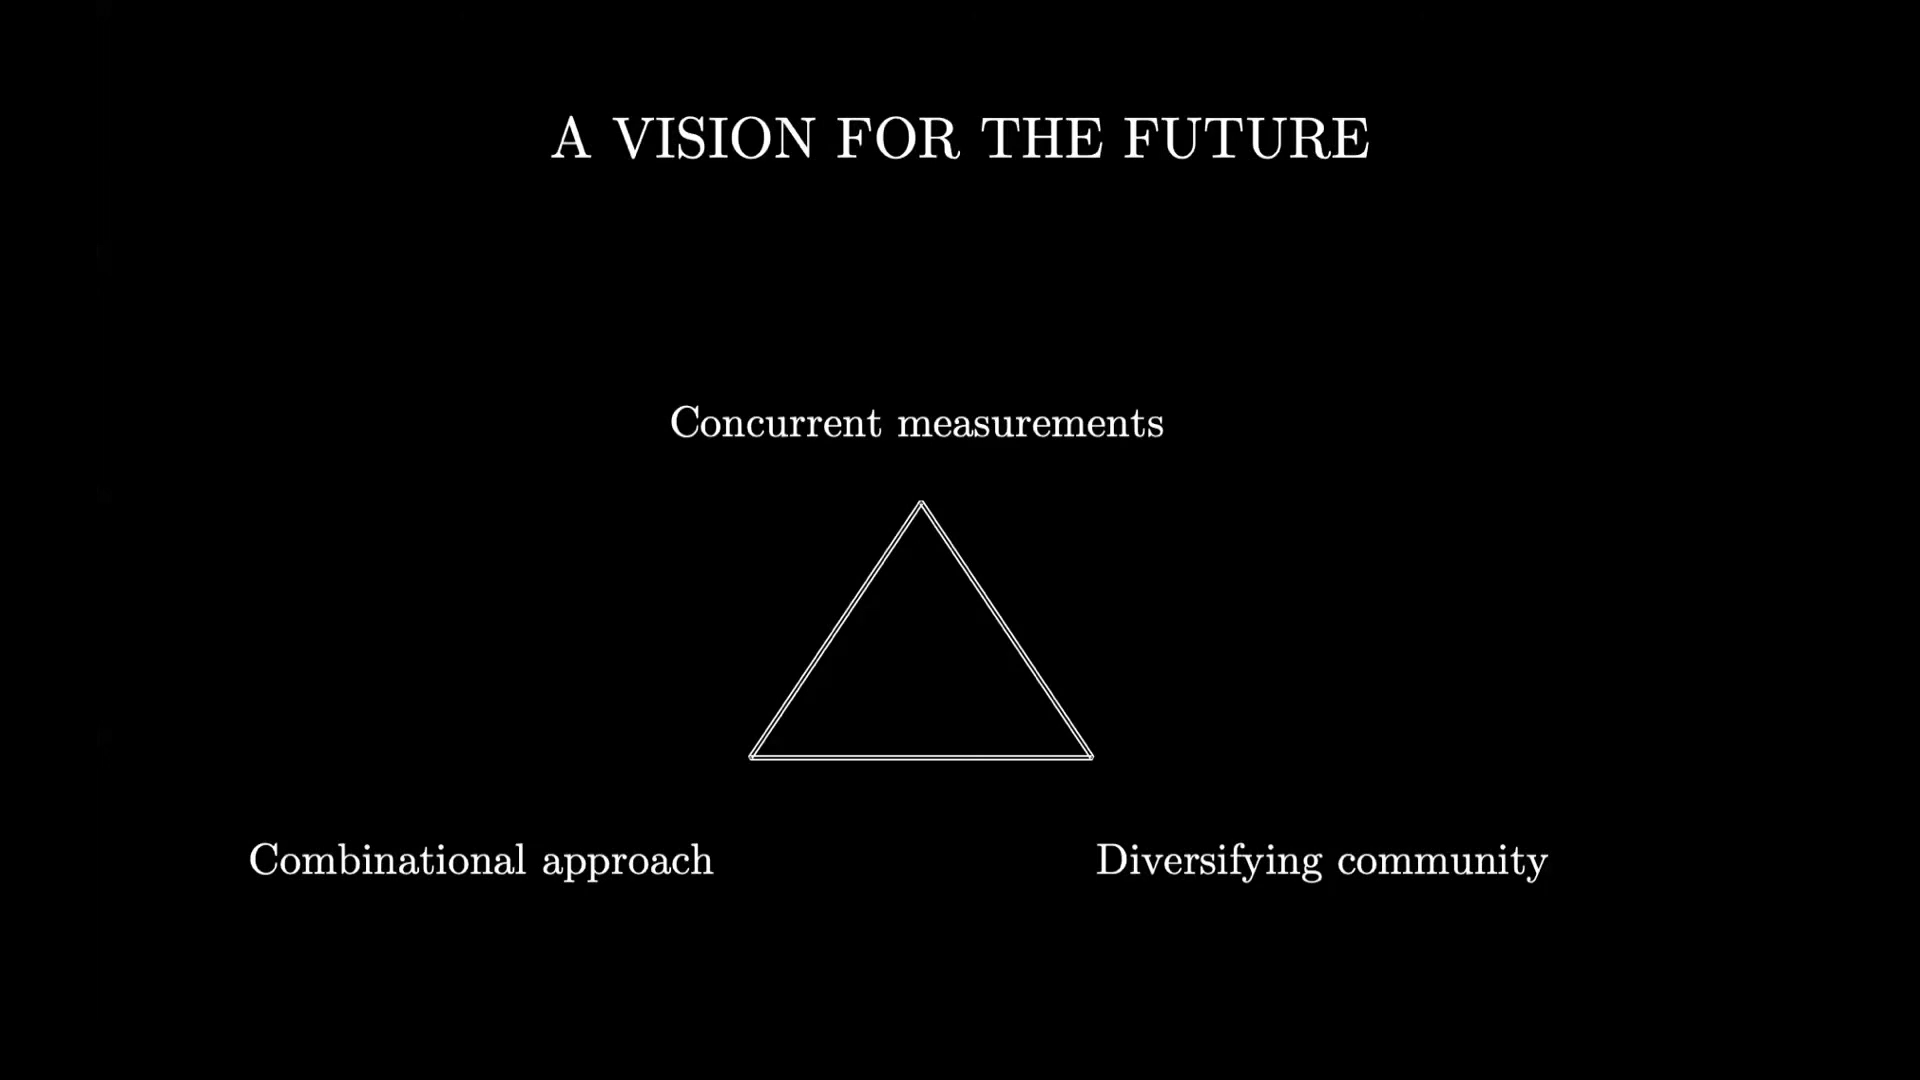 A VISION FOR THE FUTURE
Concurrent measurements
Combinational approach
Diversifying community